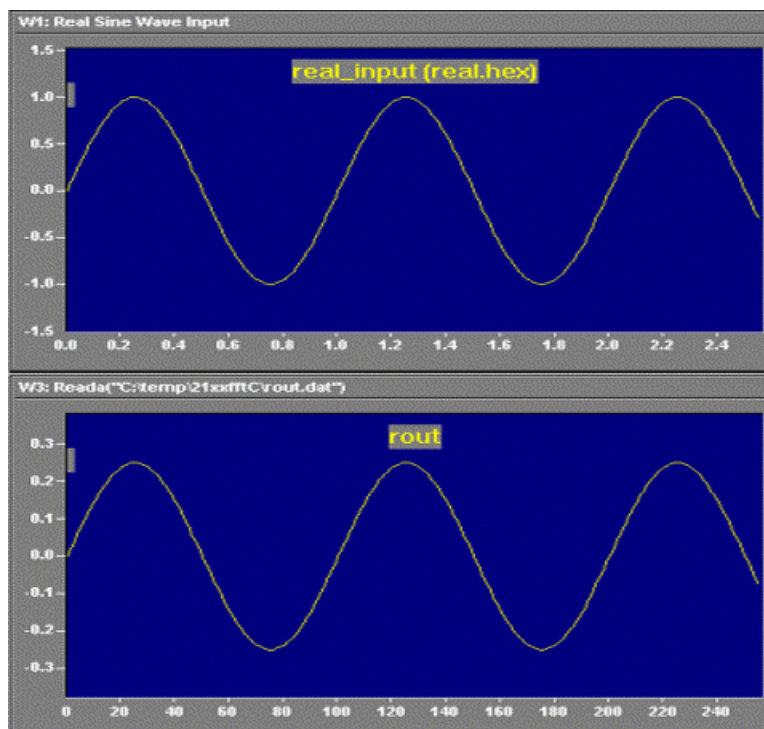 W1: Real Sine Wave Input
real_input (real.hex)
1.5
1.0
0.5
0.0
-0.5
-1.0
-1.5
0.0 0.2 0.4 0.6 0.8 1.0 1.2 1.4 1.6 1.8 2.0 2.2 2.4
W3: Reada("C:\temp\21xxfftC\rout.dat")
rout
0.3
0.2
0.1
0.0
-0.1
-0.2
-0.3
0 20 40 60 80 100 120 140 160 180 200 220 240